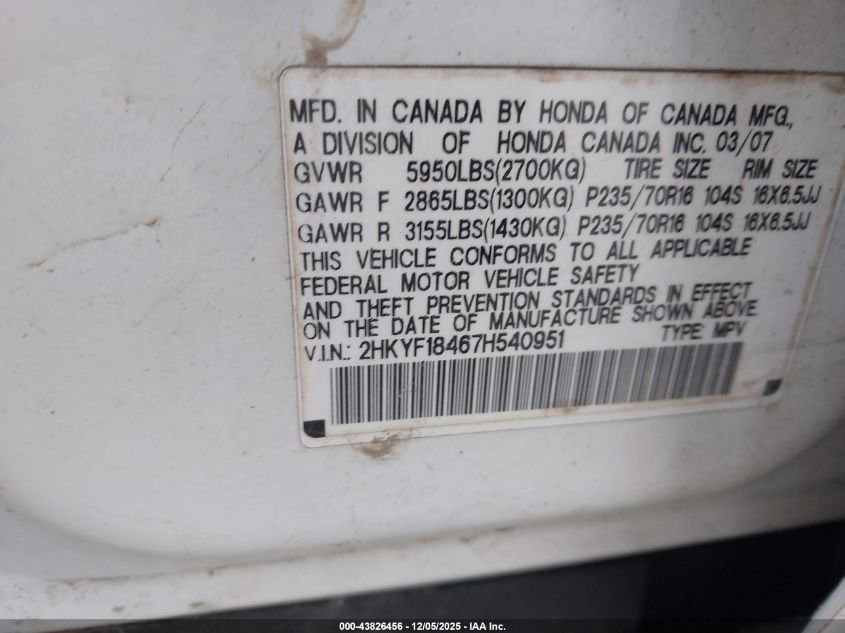 MFD. IN CANADA BY HONDA OF CANADA MFG.,
A DIVISION OF HONDA CANADA INC. 03/07
GVWR 5950LBS(2700KG) TIRE SIZE RIM SIZE
GAWR F 2865LBS(1300KG) P235/70R16 104S 16X6.5JJ
GAWR R 3155LBS(1430KG) P235/70R16 104S 16X6.5JJ
THIS VEHICLE CONFORMS TO ALL APPLICABLE
FEDERAL MOTOR VEHICLE SAFETY
AND THEFT PREVENTION STANDARDS IN EFFECT
ON THE DATE OF MANUFACTURE SHOWN ABOVE.
V.I.N.: 2HKYF18467H540951 TYPE: MPV
000-43826456 - 12/05/2025 - IAA Inc.